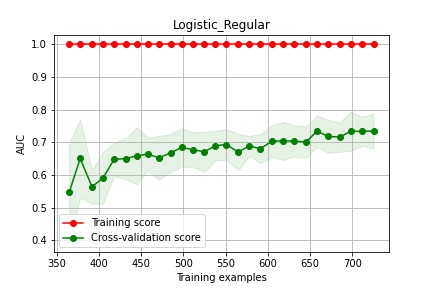 Logistic_Regular
1.0
0.9
0.8
0.7
0.6
0.5
0.4
AUC
Training score
Cross-validation score
350 400 450 500 550 600 650 700
Training examples